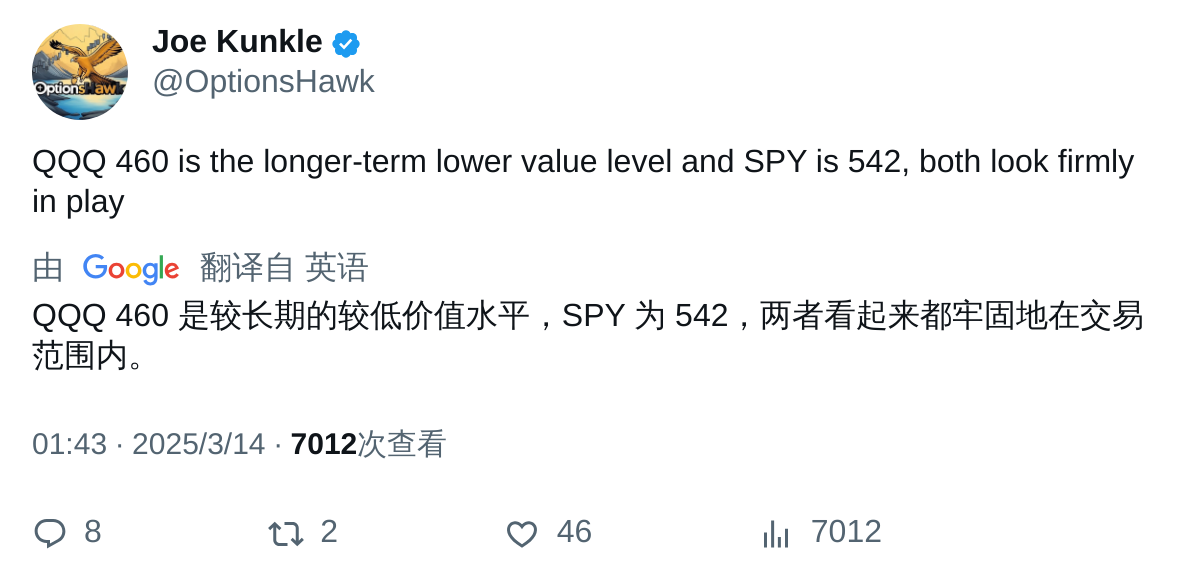 Joe Kunkle
@OptionsHawk
OptionsHawk
QQQ 460 is the longer-term lower value level and SPY is 542, both look firmly
in play
由 Google 翻译自 英语
QQQ 460 是较长期的较低价值水平，SPY 为 542，两者看起来都牢固地在交易
范围内。
01:43 · 2025/3/14 · 7012次查看
8 2 46 7012